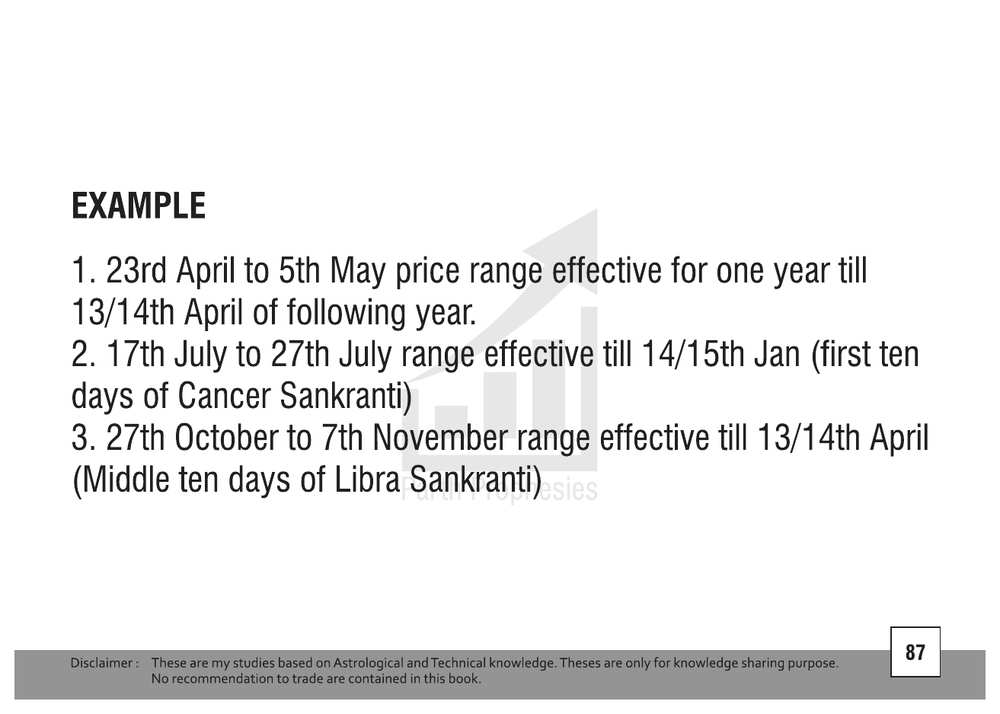 EXAMPLE
1. 23rd April to 5th May price range effective for one year till
13/14th April of following year.
2. 17th July to 27th July range effective till 14/15th Jan (first ten
days of Cancer Sankranti)
3. 27th October to 7th November range effective till 13/14th April
(Middle ten days of Libra Sankranti)
Parth Prophesies
Disclaimer : These are my studies based on Astrological and Technical knowledge. Theses are only for knowledge sharing purpose.
No recommendation to trade are contained in this book.
87